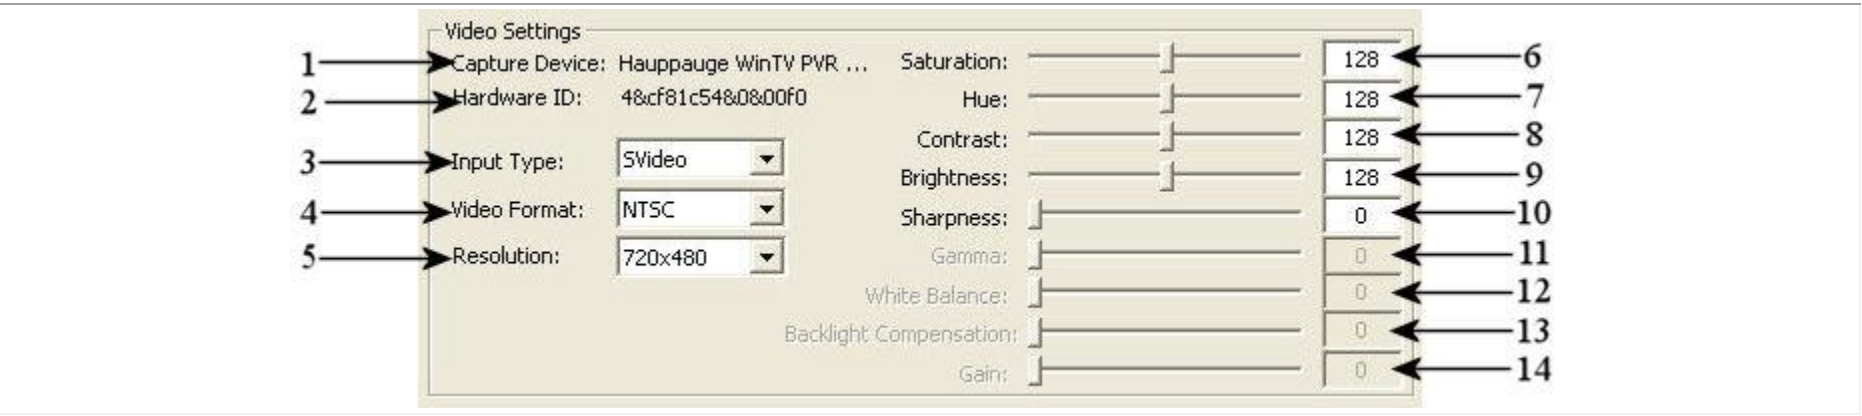 Video Settings
1 Capture Device: Hauppauge WinTV PVR ...
2 Hardware ID: 4&cf81c54&0&00f0
3 Input Type: SVideo
4 Video Format: NTSC
5 Resolution: 720x480
Saturation: 128 6
Hue: 128 7
Contrast: 128 8
Brightness: 128 9
Sharpness: 0 10
Gamma: 0 11
White Balance: 0 12
Backlight Compensation: 0 13
Gain: 0 14